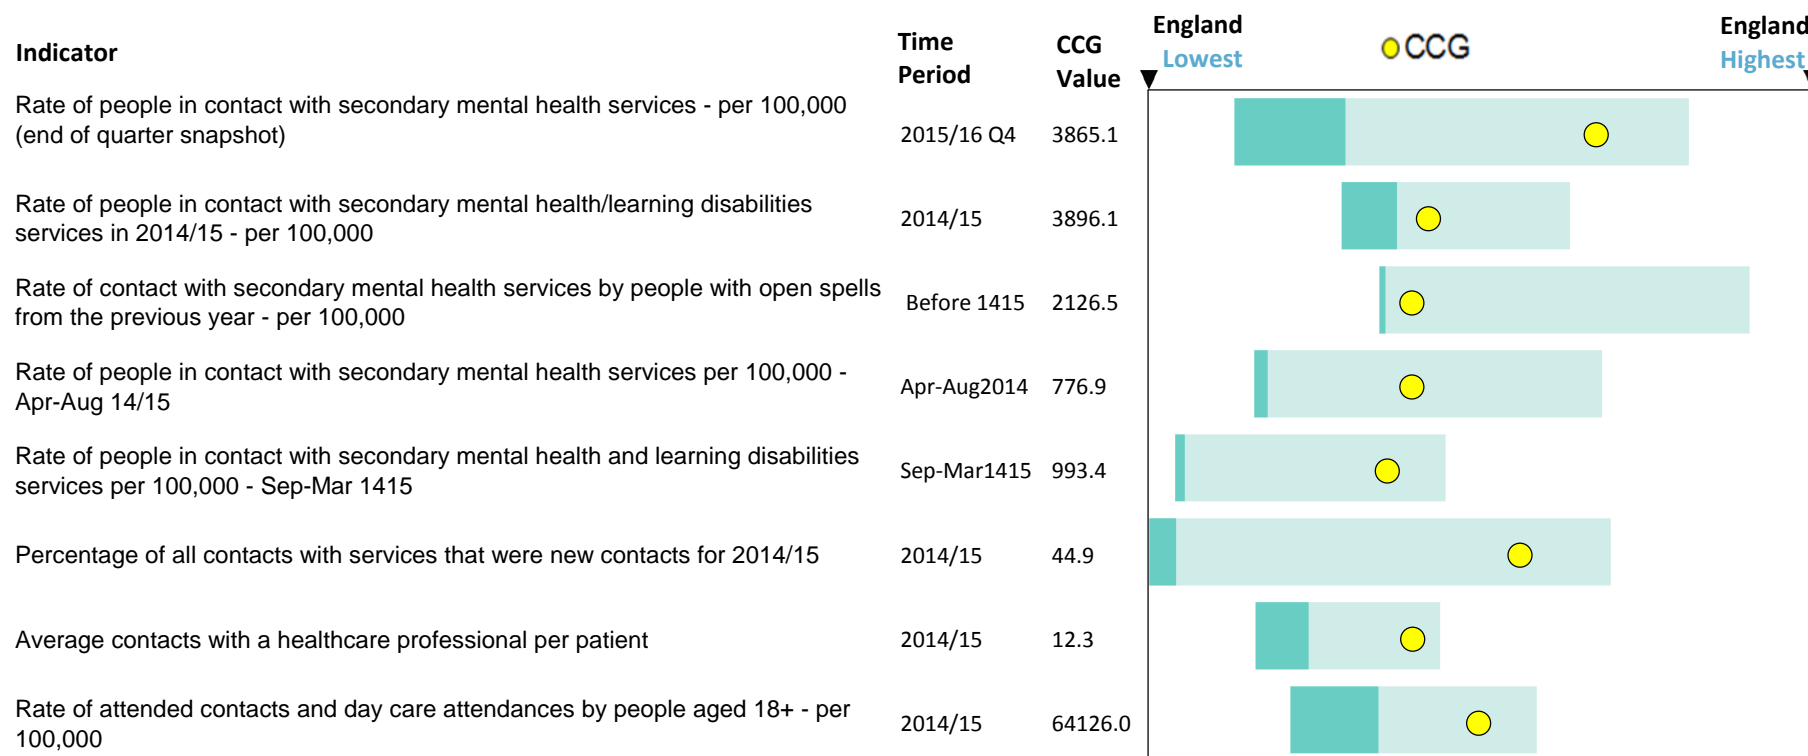 England
England
Indicator
Time
Period
CCG
Value
Lowest
CCG
Highest
Rate of people in contact with secondary mental health services - per 100,000
(end of quarter snapshot)
2015/16 Q4
3865.1
Rate of people in contact with secondary mental health/learning disabilities
services in 2014/15 - per 100,000
2014/15
3896.1
Rate of contact with secondary mental health services by people with open spells
from the previous year - per 100,000
Before 1415
2126.5
Rate of people in contact with secondary mental health services per 100,000 -
Apr-Aug 14/15
Apr-Aug2014
776.9
Rate of people in contact with secondary mental health and learning disabilities
services per 100,000 - Sep-Mar 1415
Sep-Mar1415
993.4
Percentage of all contacts with services that were new contacts for 2014/15
2014/15
44.9
Average contacts with a healthcare professional per patient
2014/15
12.3
Rate of attended contacts and day care attendances by people aged 18+ - per
100,000
2014/15
64126.0